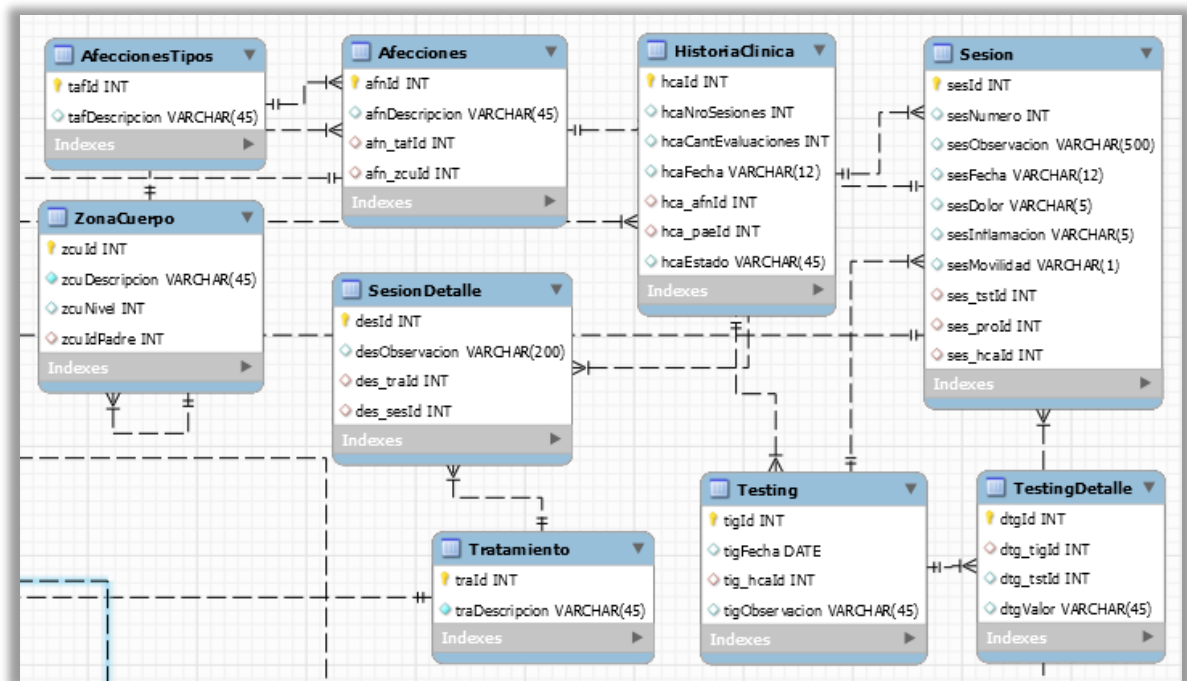 AfeccionesTipos
tafId INT
tafDescripcion VARCHAR(45)
Indexes
Afecciones
afnId INT
afnDescripcion VARCHAR(45)
afn_tafId INT
afn_zcuId INT
Indexes
HistoriaClinica
hcaId INT
hcaNroSesiones INT
hcaCantEvaluaciones INT
hcaFecha VARCHAR(12)
hca_afnId INT
hca_paeId INT
hcaEstado VARCHAR(45)
Indexes
Sesion
sesId INT
sesNumero INT
sesObservacion VARCHAR(500)
sesFecha VARCHAR(12)
sesDolor VARCHAR(5)
sesInflamacion VARCHAR(5)
sesMovilidad VARCHAR(1)
ses_tstId INT
ses_proId INT
ses_hcaId INT
Indexes
ZonaCuerpo
zcuId INT
zcuDescripcion VARCHAR(45)
zcuNivel INT
zcuIdPadre INT
Indexes
SesionDetalle
desId INT
desObservacion VARCHAR(200)
des_traId INT
des_sesId INT
Indexes
Tratamiento
traId INT
traDescripcion VARCHAR(45)
Indexes
Testing
tigId INT
tigFecha DATE
tig_hcaId INT
tigObservacion VARCHAR(45)
Indexes
TestingDetalle
dtgId INT
dtg_tigId INT
dtg_tstId INT
dtgValor VARCHAR(45)
Indexes